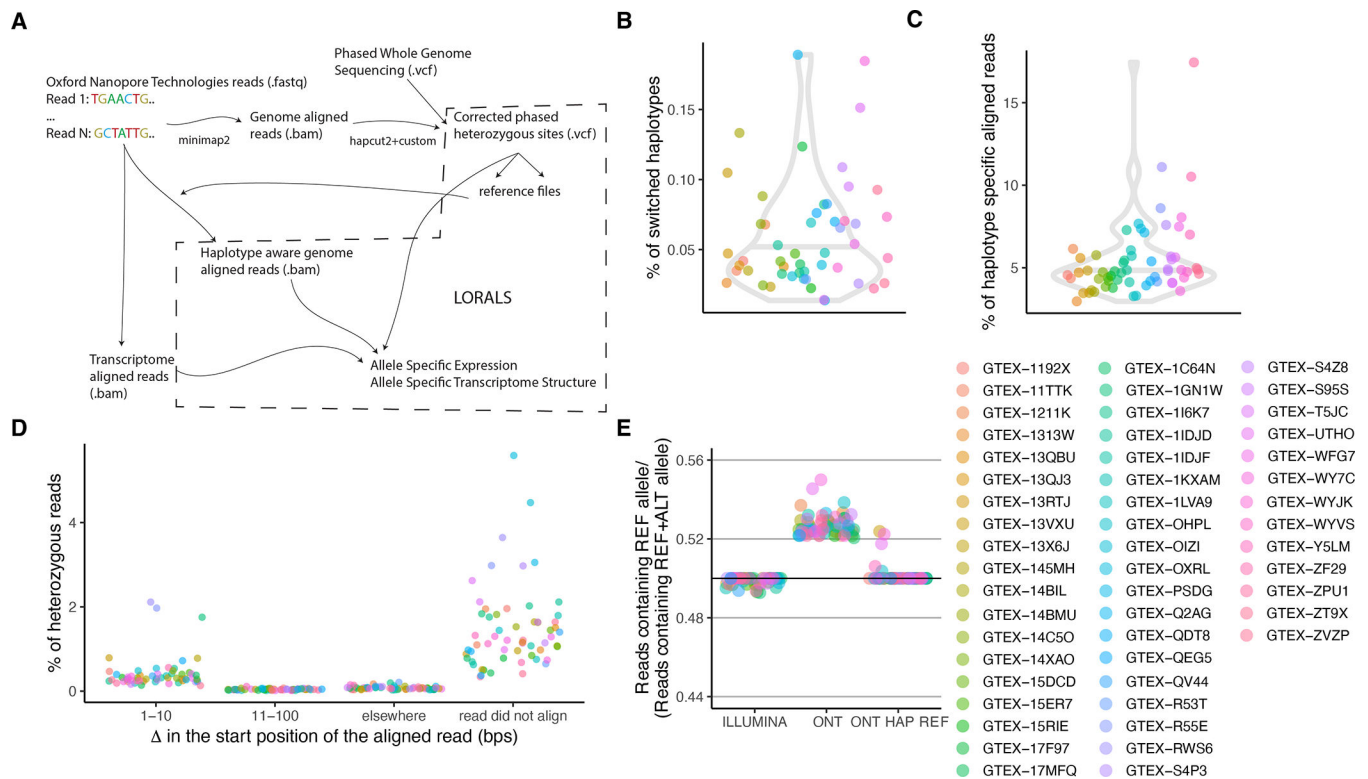 A
Phased Whole Genome
Sequencing (.vcf)
Oxford Nanopore Technologies reads (.fastq)
Read 1: TGAACTG..
...
Read N: GCTATTG..
minimap2
Genome aligned
reads (.bam)
hapcut2+custom
Corrected phased
heterozygous sites (.vcf)
reference files
Haplotype aware genome
aligned reads (.bam)
LORALS
Transcriptome
aligned reads
(.bam)
Allele Specific Expression
Allele Specific Transcriptome Structure
B
% of switched haplotypes
0.15
0.10
0.05
C
% of haplotype specific aligned reads
15
10
5
D
% of heterozygous reads
4
2
0
1−10
11−100
elsewhere
read did not align
Δ in the start position of the aligned read (bps)
E
Reads containing REF allele/
(Reads containing REF+ALT allele)
0.56
0.52
0.48
0.44
ILLUMINA
ONT
ONT HAP REF
GTEX−1192X
GTEX−11TTK
GTEX−1211K
GTEX−1313W
GTEX−13QBU
GTEX−13QJ3
GTEX−13RTJ
GTEX−13VXU
GTEX−13X6J
GTEX−145MH
GTEX−14BIL
GTEX−14BMU
GTEX−14C5O
GTEX−14XAO
GTEX−15DCD
GTEX−15ER7
GTEX−15RIE
GTEX−17F97
GTEX−17MFQ
GTEX−1C64N
GTEX−1GN1W
GTEX−1I6K7
GTEX−1IDJD
GTEX−1IDJF
GTEX−1KXAM
GTEX−1LVA9
GTEX−OHPL
GTEX−OIZI
GTEX−OXRL
GTEX−PSDG
GTEX−Q2AG
GTEX−QDT8
GTEX−QEG5
GTEX−QV44
GTEX−R53T
GTEX−R55E
GTEX−RWS6
GTEX−S4P3
GTEX−S4Z8
GTEX−S95S
GTEX−T5JC
GTEX−UTHO
GTEX−WFG7
GTEX−WY7C
GTEX−WYJK
GTEX−WYVS
GTEX−Y5LM
GTEX−ZF29
GTEX−ZPU1
GTEX−ZT9X
GTEX−ZVZP